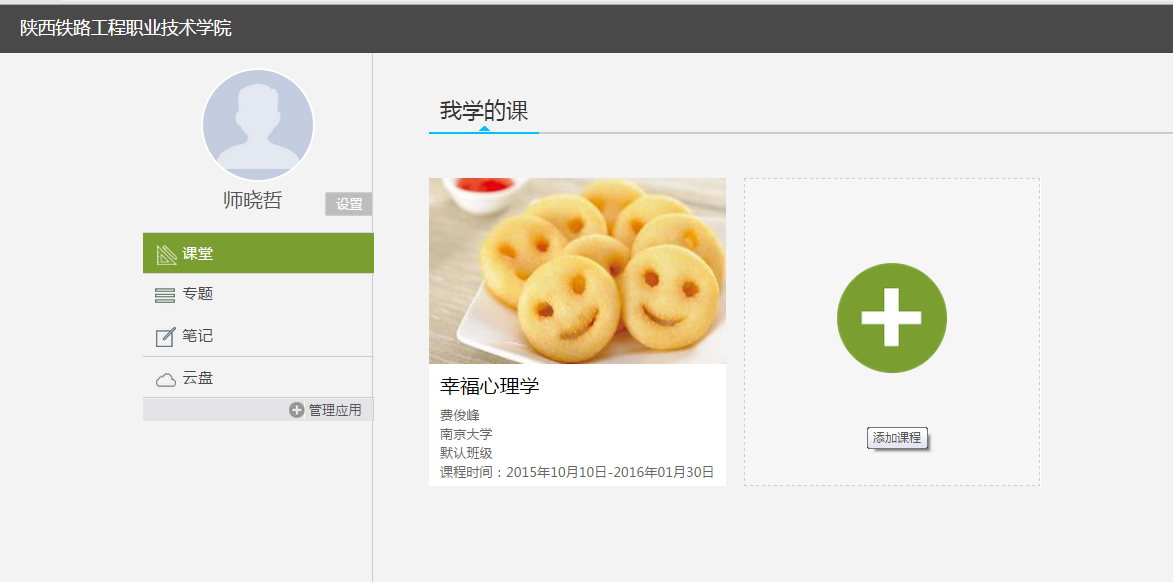 陕西铁路工程职业技术学院
师晓哲
设置
课堂
专题
笔记
云盘
管理应用
我学的课
幸福心理学
费俊峰
南京大学
默认班级
课程时间：2015年10月10日-2016年01月30日
添加课程